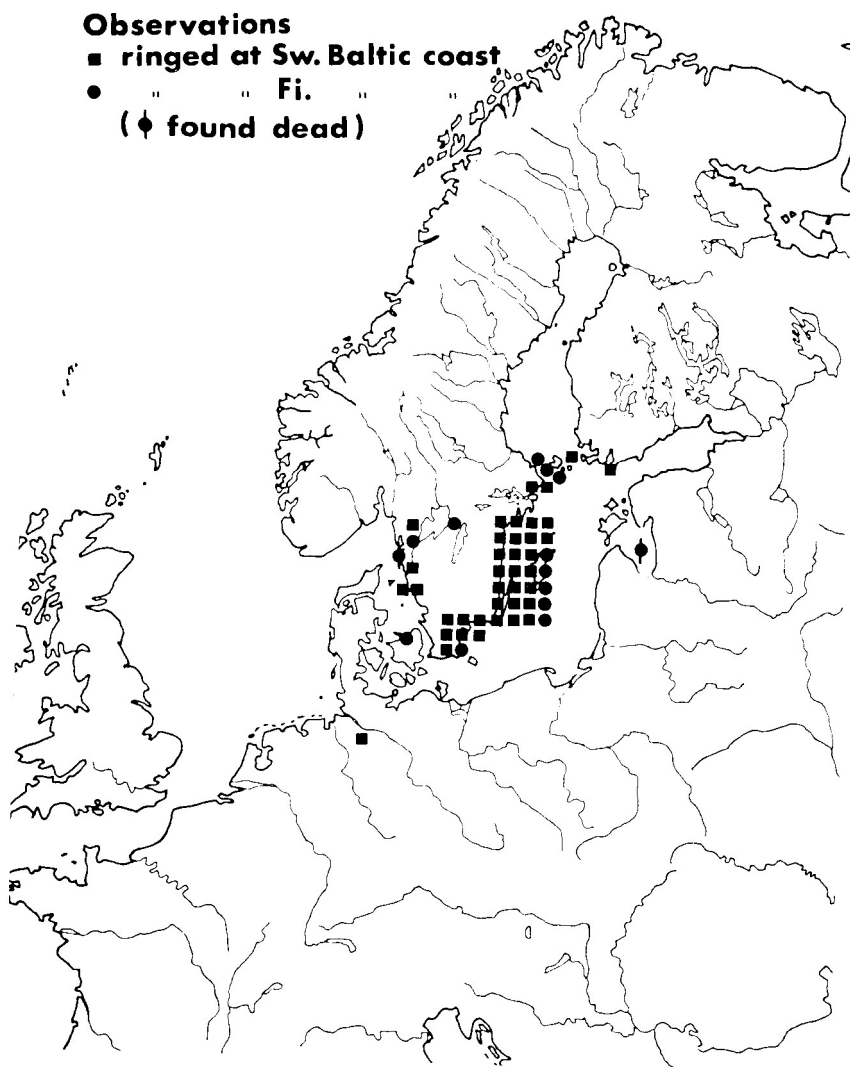 Observations
■ ringed at Sw. Baltic coast
● " " Fi. " "
(⏂ found dead)